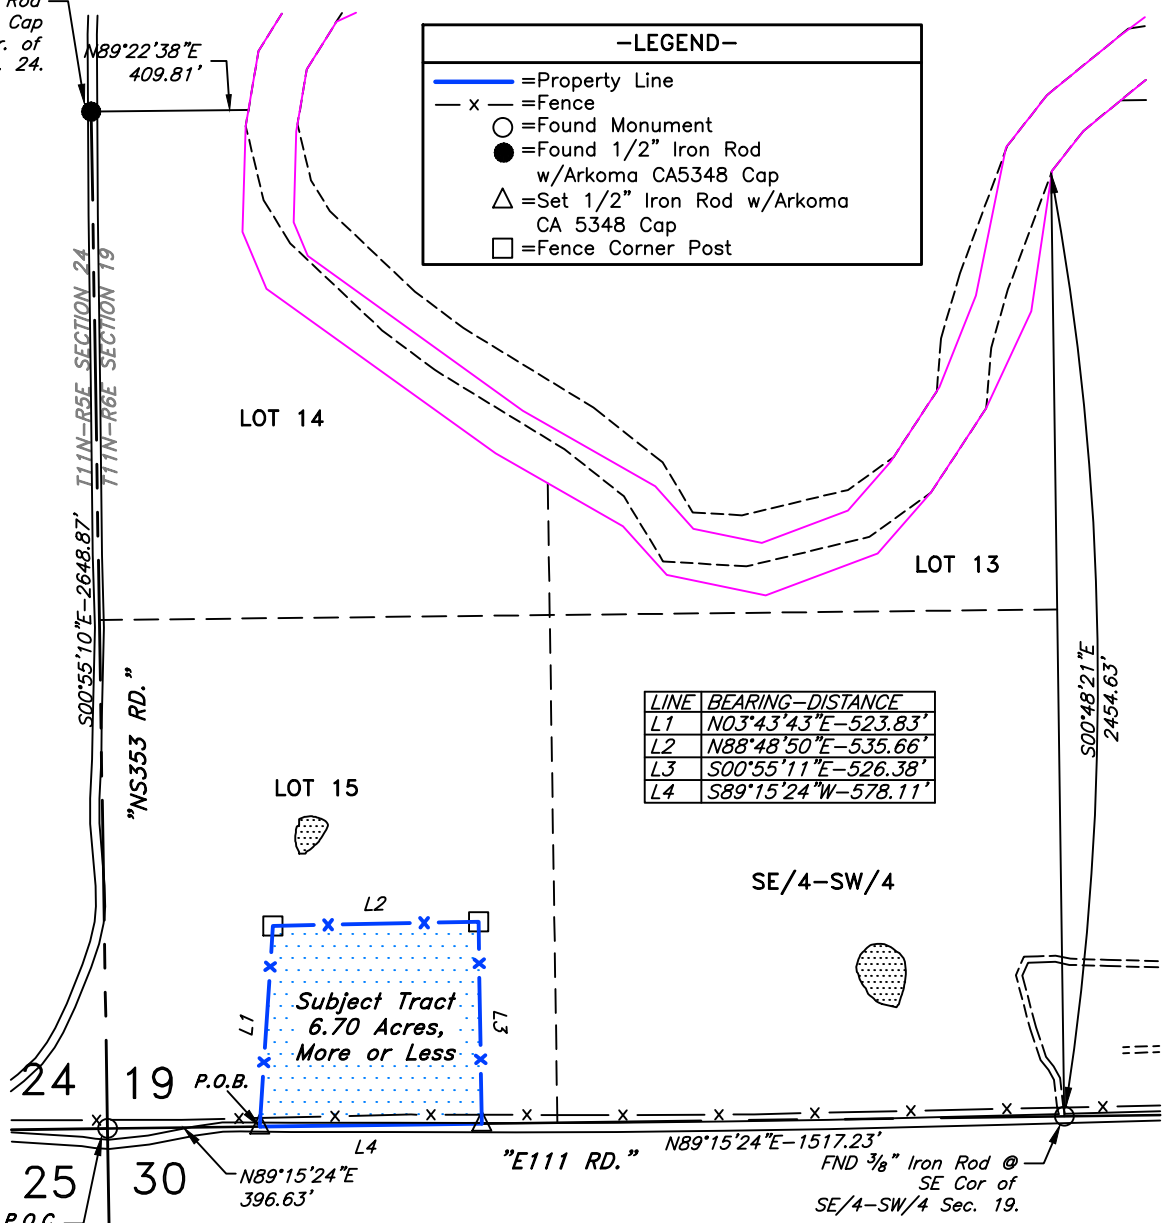 Rod
Cap
r. of
. 24.
N89°22'38"E
409.81'
-LEGEND-
=Property Line
x =Fence
=Found Monument
=Found 1/2" Iron Rod
w/Arkoma CA5348 Cap
=Set 1/2" Iron Rod w/Arkoma
CA 5348 Cap
=Fence Corner Post
T11N-R5E SECTION 24
T11N-R6E SECTION 19
LOT 14
LOT 13
S00°55'10"E-2648.87'
"NS353 RD."
S00°48'21"E
2454.63'
LINE BEARING-DISTANCE
L1 N03°43'43"E-523.83'
L2 N88°48'50"E-535.66'
L3 S00°55'11"E-526.38'
L4 S89°15'24"W-578.11'
LOT 15
SE/4-SW/4
L2
L1
L3
Subject Tract
6.70 Acres,
More or Less
24 19
P.O.B.
L4
N89°15'24"E-1517.23'
"E111 RD."
25 30
N89°15'24"E
396.63'
FND 3/8" Iron Rod @
SE Cor of
SE/4-SW/4 Sec. 19.
P.O.C.